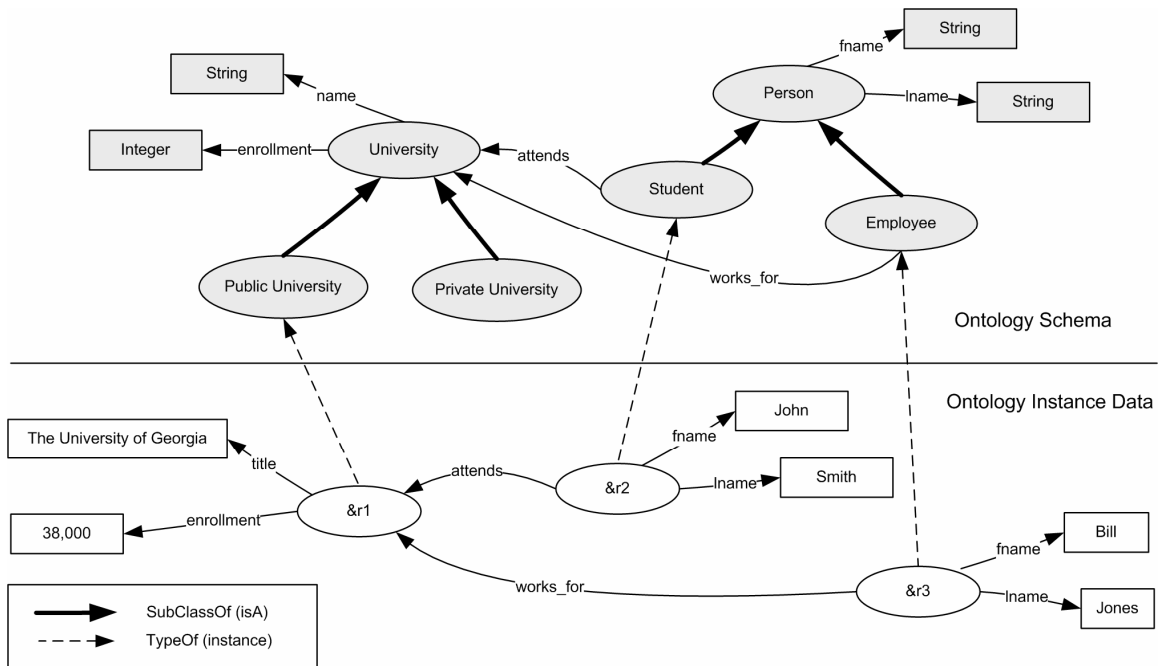 String
fname
String
Person
lname
String
name
Integer
enrollment
University
attends
Student
Employee
Public University
Private University
works_for
Ontology Schema
Ontology Instance Data
The University of Georgia
title
John
fname
attends
&r2
lname
Smith
&r1
enrollment
38,000
Bill
fname
works_for
&r3
lname
Jones
SubClassOf (isA)
TypeOf (instance)